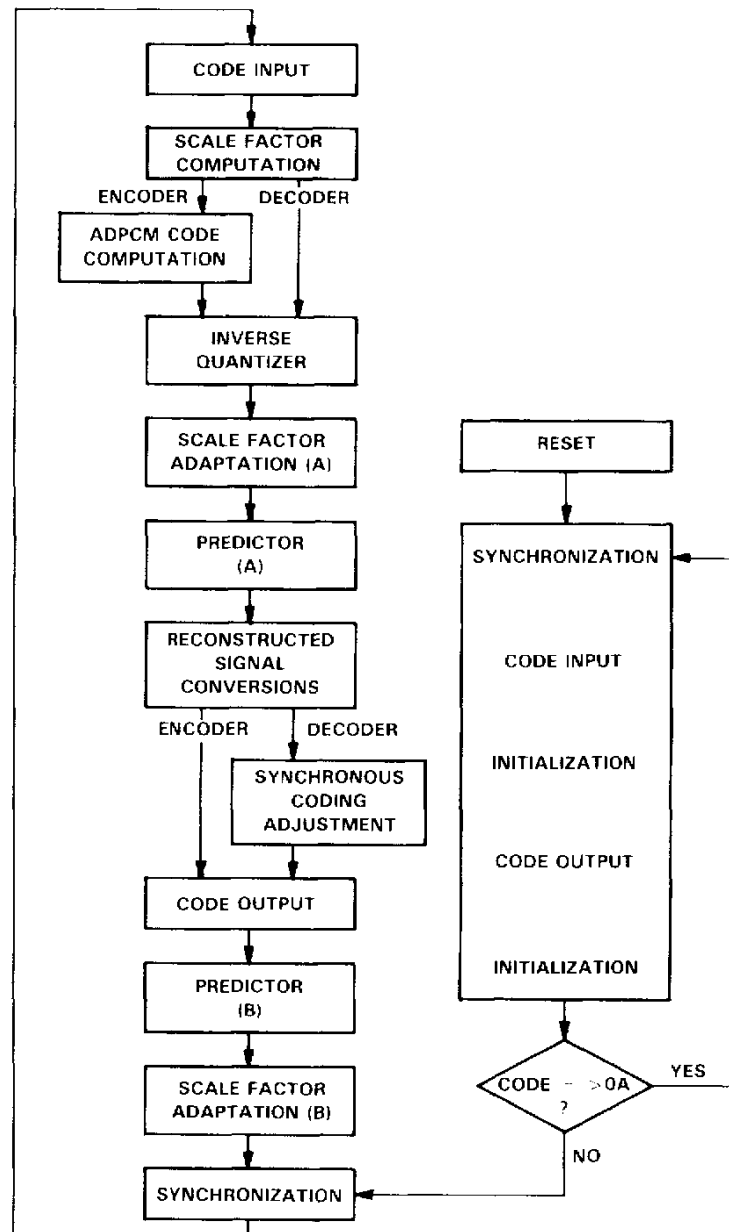 CODE INPUT
SCALE FACTOR
COMPUTATION
ENCODER
DECODER
ADPCM CODE
COMPUTATION
INVERSE
QUANTIZER
SCALE FACTOR
ADAPTATION (A)
PREDICTOR
(A)
RECONSTRUCTED
SIGNAL
CONVERSIONS
ENCODER
DECODER
SYNCHRONOUS
CODING
ADJUSTMENT
CODE OUTPUT
PREDICTOR
(B)
SCALE FACTOR
ADAPTATION (B)
SYNCHRONIZATION
RESET
SYNCHRONIZATION
CODE INPUT
INITIALIZATION
CODE OUTPUT
INITIALIZATION
CODE - >0A
?
YES
NO